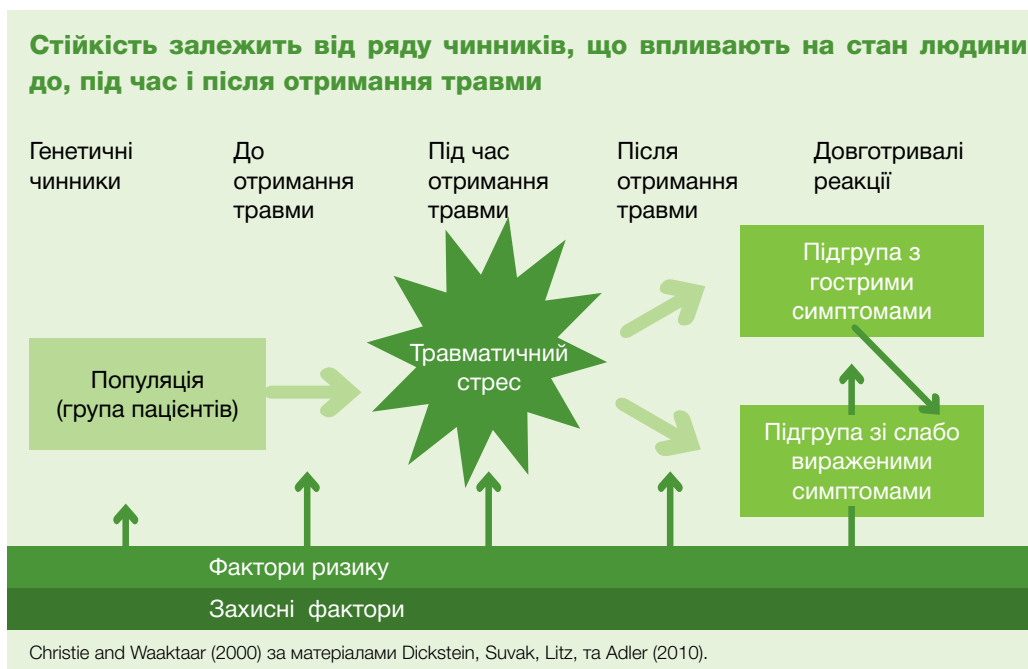 Стійкість залежить від ряду чинників, що впливають на стан людини
до, під час і після отримання травми
Генетичні
чинники
До
отримання
травми
Під час
отримання
травми
Після
отримання
травми
Довготривалі
реакції
Популяція
(група пацієнтів)
Травматичний
стрес
Підгрупа з
гострими
симптомами
Підгрупа зі слабо
вираженими
симптомами
Фактори ризику
Захисні фактори
Christie and Waaktaar (2000) за матеріалами Dickstein, Suvak, Litz, та Adler (2010).